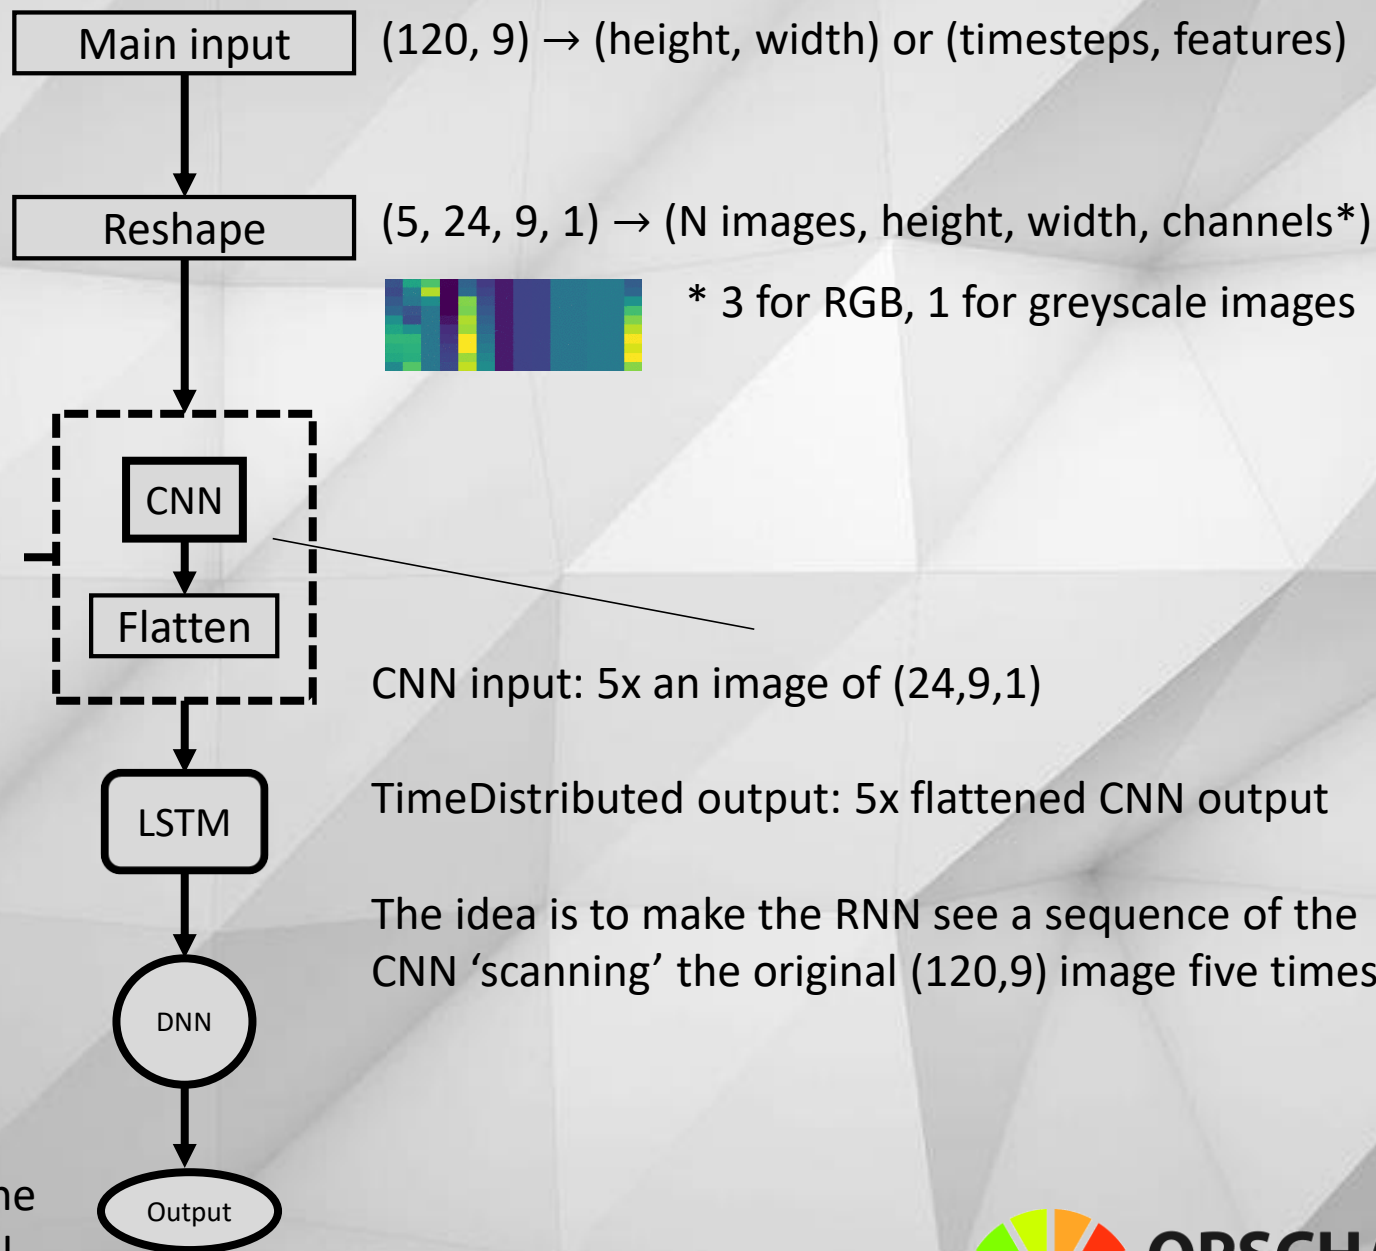 Main input
(120, 9) → (height, width) or (timesteps, features)
Reshape
(5, 24, 9, 1) → (N images, height, width, channels*)
* 3 for RGB, 1 for greyscale images
CNN
Flatten
CNN input: 5x an image of (24,9,1)
LSTM
TimeDistributed output: 5x flattened CNN output
The idea is to make the RNN see a sequence of the
CNN ‘scanning’ the original (120,9) image five times
DNN
Output